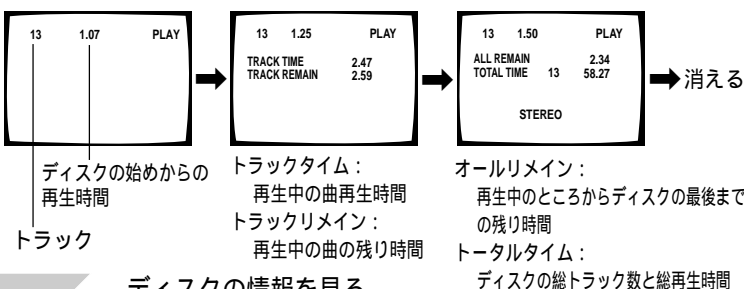 13 1.07 PLAY
13 1.25 PLAY
TRACK TIME 2.47
TRACK REMAIN 2.59
13 1.50 PLAY
ALL REMAIN 2.34
TOTAL TIME 13 58.27
STEREO
消える
ディスクの始めからの
再生時間
トラック
トラックタイム：
再生中の曲再生時間
トラックリメイン：
再生中の曲の残り時間
オールリメイン：
再生中のところからディスクの最後まで
の残り時間
トータルタイム：
ディスクの総トラック数と総再生時間
ディスクの情報を見る